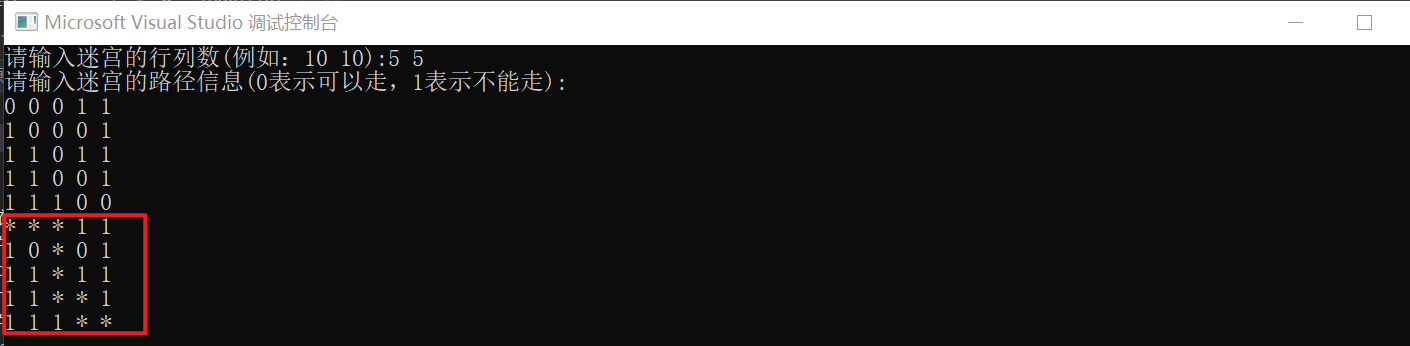 Microsoft Visual Studio 调试控制台
请输入迷宫的行列数(例如：10 10):5 5
请输入迷宫的路径信息(0表示可以走，1表示不能走):
0 0 0 1 1
1 0 0 0 1
1 1 0 1 1
1 1 0 0 1
1 1 1 0 0
* * * 1 1
1 0 * 0 1
1 1 * 1 1
1 1 * * 1
1 1 1 * *